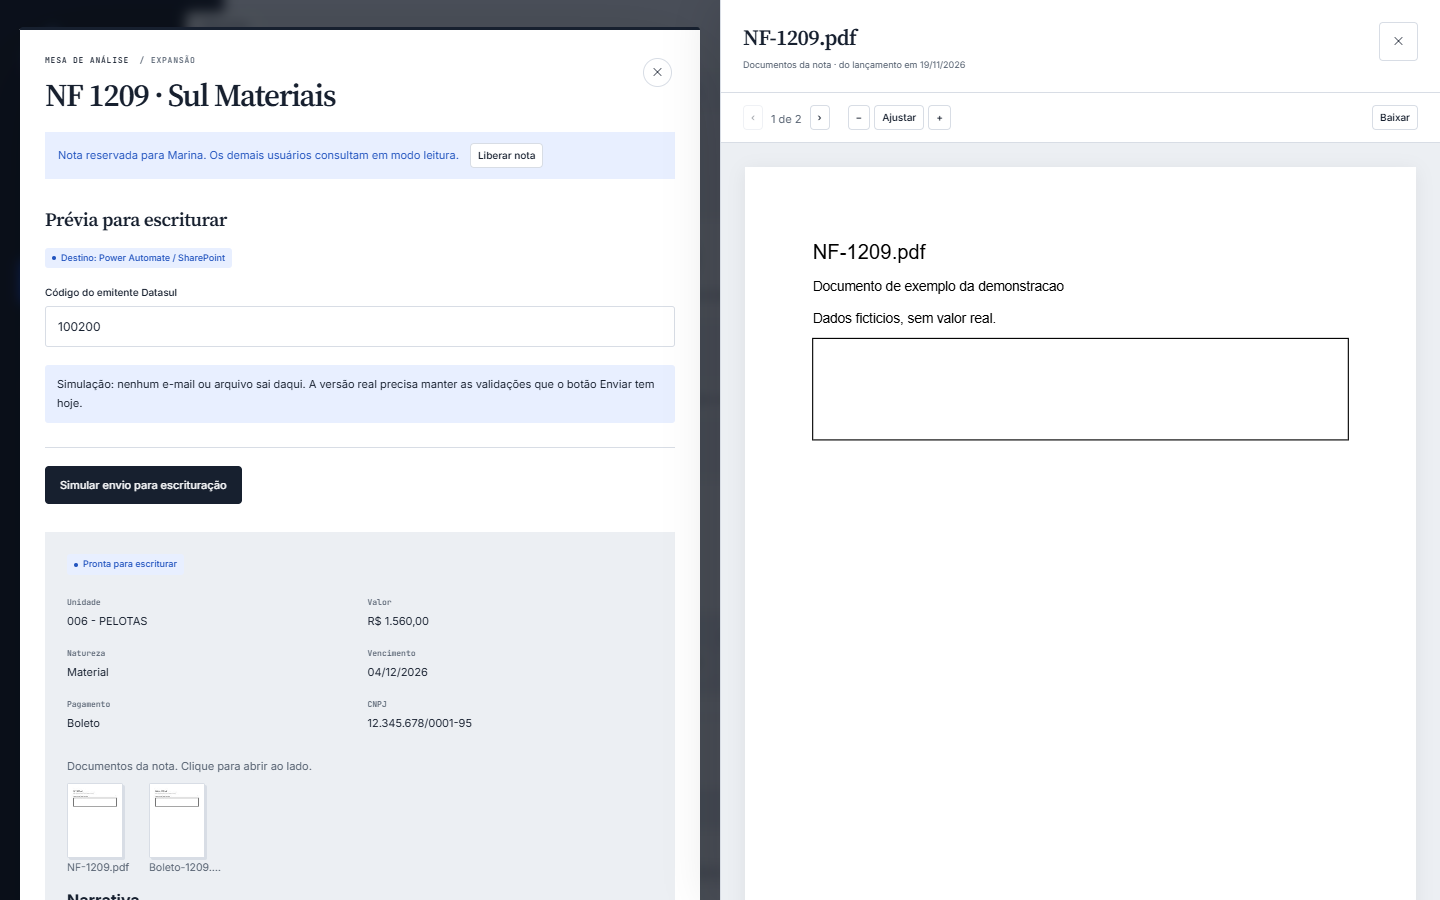 MESA DE ANÁLISE / EXPANSÃO
NF 1209 · Sul Materiais
Nota reservada para Marina. Os demais usuários consultam em modo leitura.
Liberar nota
Prévia para escriturar
Destino: Power Automate / SharePoint
Código do emitente Datasul
100200
Simulação: nenhum e-mail ou arquivo sai daqui. A versão real precisa manter as validações que o botão Enviar tem
hoje.
Simular envio para escrituração
Pronta para escriturar
Unidade
006 - PELOTAS
Valor
R$ 1.560,00
Natureza
Material
Vencimento
04/12/2026
Pagamento
Boleto
CNPJ
12.345.678/0001-95
Documentos da nota. Clique para abrir ao lado.
NF-1209.pdf
Boleto-1209....
Narrativa
NF-1209.pdf
Documentos da nota · do lançamento em 19/11/2026
1 de 2
Ajustar
Baixar
NF-1209.pdf
Documento de exemplo da demonstracao
Dados ficticios, sem valor real.